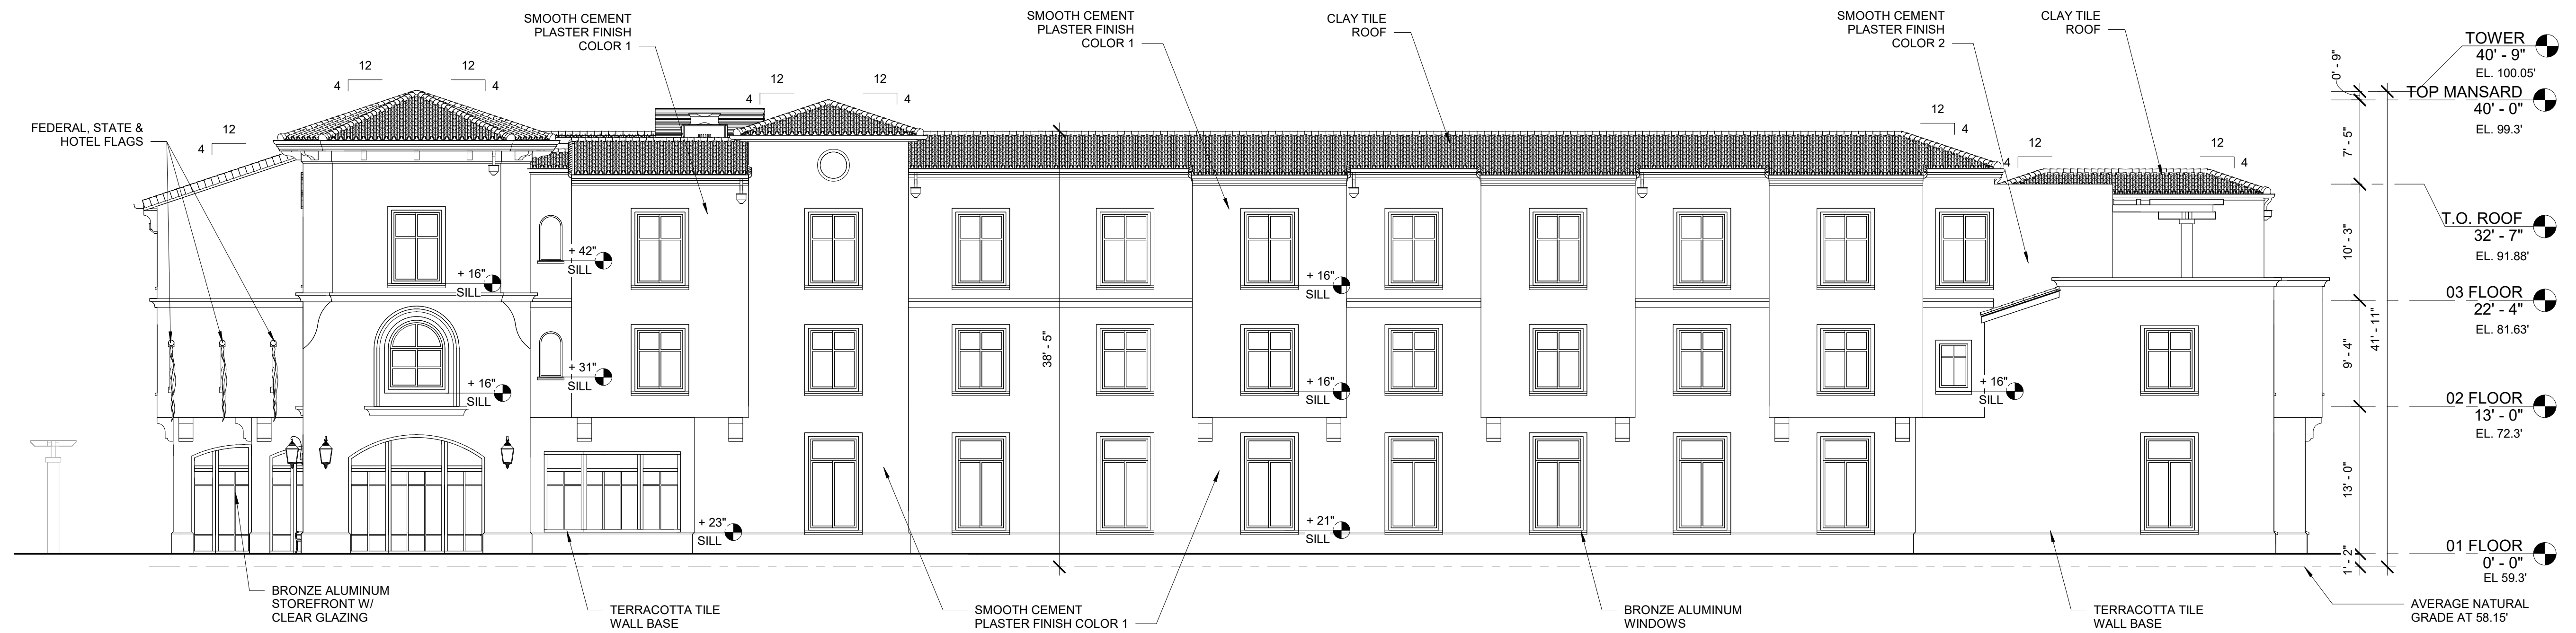 SMOOTH CEMENT
PLASTER FINISH
COLOR 1
SMOOTH CEMENT
PLASTER FINISH
COLOR 1
CLAY TILE
ROOF
SMOOTH CEMENT
PLASTER FINISH
COLOR 2
CLAY TILE
ROOF
TOWER
40' - 9"
EL. 100.05'
0' - 9"
TOP MANSARD
40' - 0"
EL. 99.3'
12
4
12
4
12
4
12
4
12
4
12
4
12
4
12
4
FEDERAL, STATE &
HOTEL FLAGS
7' - 5"
T.O. ROOF
32' - 7"
EL. 91.88'
10' - 3"
+ 42"
SILL
+ 16"
SILL
+ 16"
SILL
03 FLOOR
22' - 4"
EL. 81.63'
38' - 5"
9' - 4"
41' - 11"
+ 31"
SILL
+ 16"
SILL
+ 16"
SILL
+ 16"
SILL
02 FLOOR
13' - 0"
EL. 72.3'
13' - 0"
+ 23"
SILL
+ 21"
SILL
01 FLOOR
0' - 0"
EL 59.3'
1' - 2"
BRONZE ALUMINUM
STOREFRONT W/
CLEAR GLAZING
TERRACOTTA TILE
WALL BASE
SMOOTH CEMENT
PLASTER FINISH COLOR 1
BRONZE ALUMINUM
WINDOWS
TERRACOTTA TILE
WALL BASE
AVERAGE NATURAL
GRADE AT 58.15'